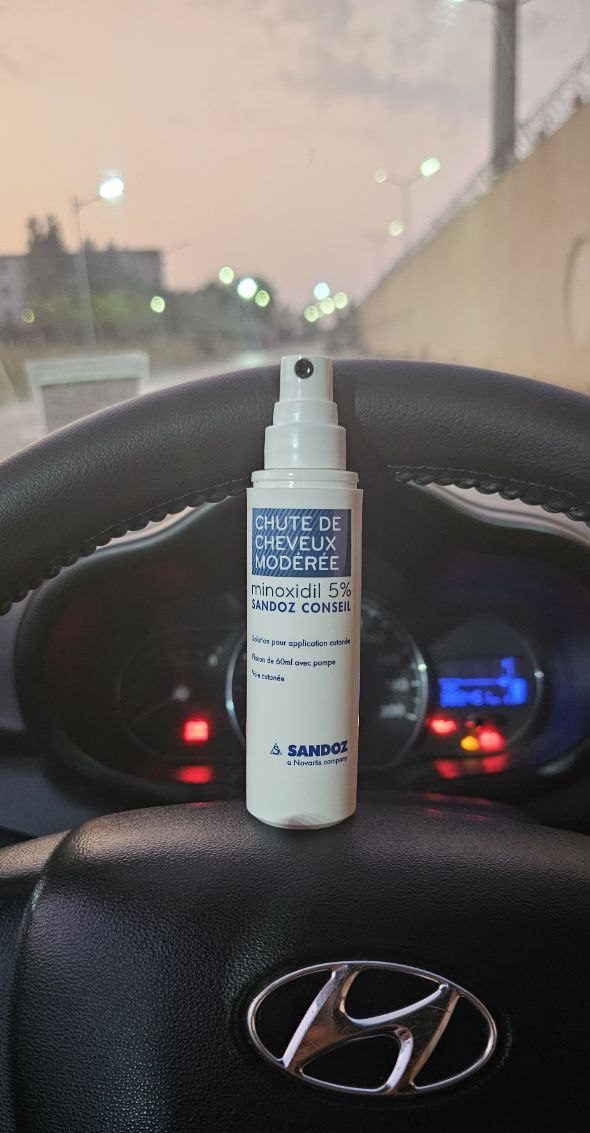 CHUTE DE
CHEVEUX
MODÉRÉE
minoxidil 5%
SANDOZ CONSEIL
Solution pour application cutanée
Flacon de 60ml avec pompe
Voie cutanée
SANDOZ
a Novartis company